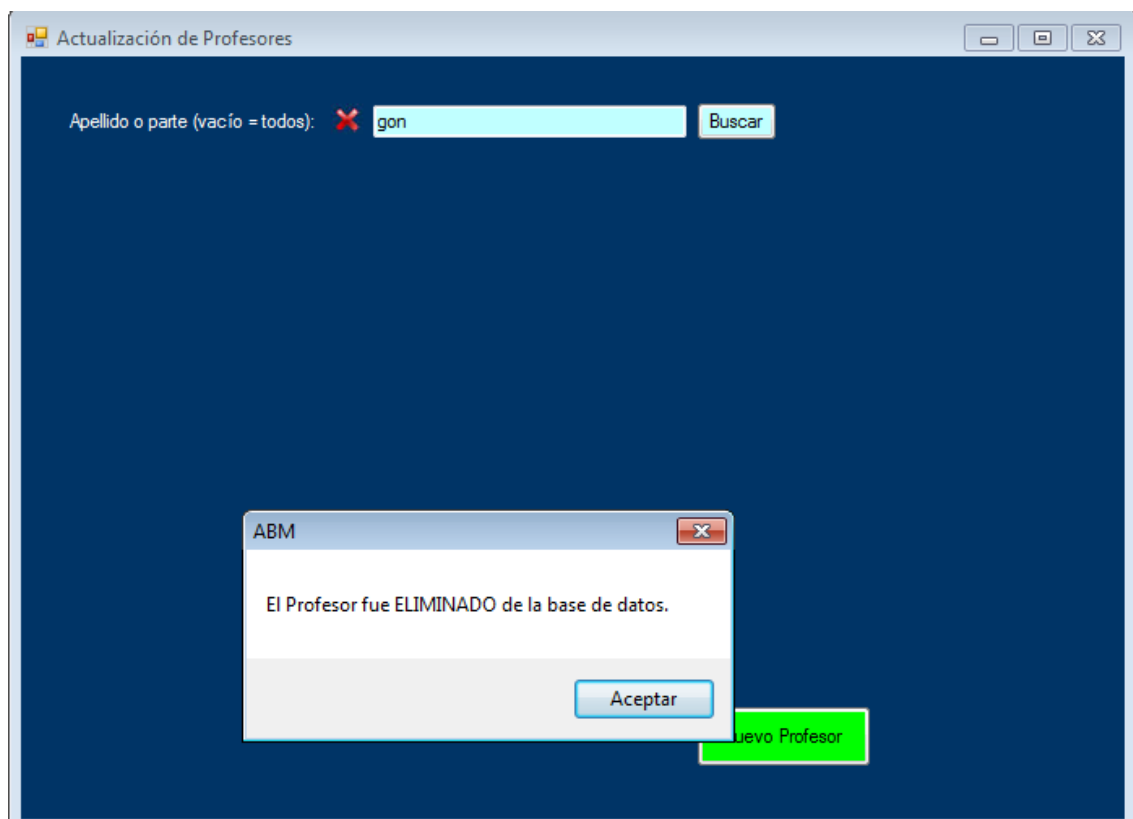 Actualización de Profesores
Apellido o parte (vacío = todos): gon Buscar
ABM
El Profesor fue ELIMINADO de la base de datos.
Aceptar
uevo Profesor